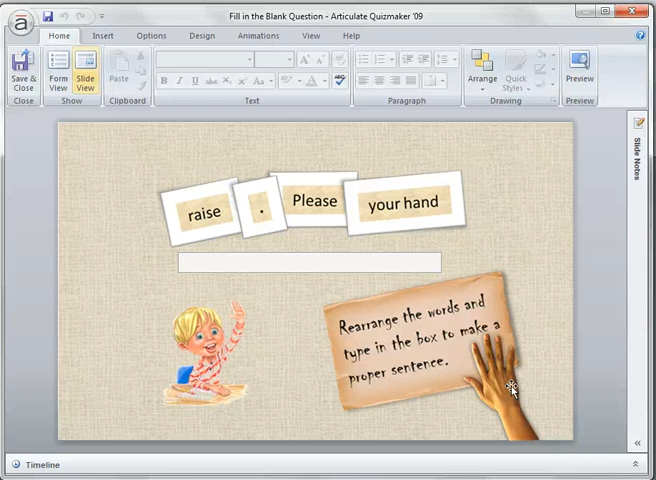 Fill in the Blank Question - Articulate Quizmaker '09
Home Insert Options Design Animations View Help
Save & Close
Form View
Slide View
Paste
Arrange
Quick Styles
Preview
Close Show Clipboard Text Paragraph Drawing Preview
raise . Please your hand
Rearrange the words and
type in the box to make a
proper sentence.
Slide Notes
Timeline